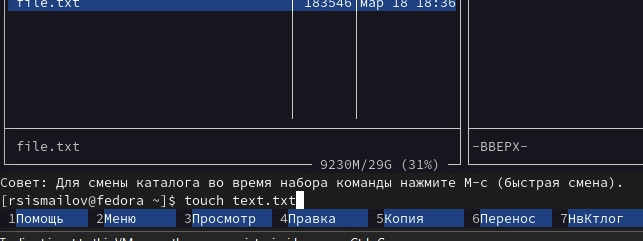 file.txt 183546 мар 18 18:36
file.txt
-ВВЕРХ-
9230M/29G (31%)
Совет: Для смены каталога во время набора команды нажмите М-с (быстрая смена).
[rsismailov@fedora ~]$ touch text.txt
1Помощь 2Меню 3Просмотр 4Правка 5Копия 6Перенос 7НвКтлог